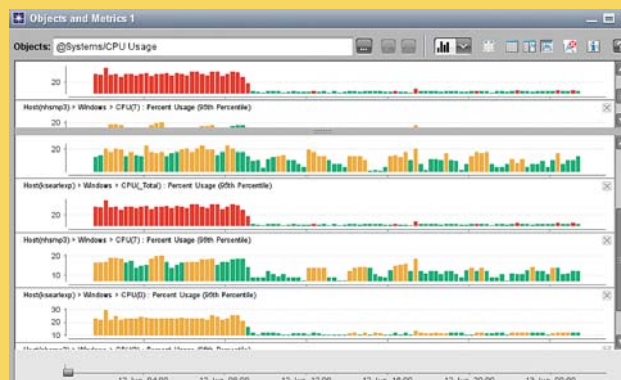 Objects and Metrics 1
Objects: @Systems/CPU Usage
20
Host(nhsmp3) > Windows > CPU(7) : Percent Usage (95th Percentile)
20
20
Host(ksearlexp) > Windows > CPU(_Total) : Percent Usage (95th Percentile)
20
Host(nhsmp3) > Windows > CPU(7) : Percent Usage (95th Percentile)
20
10
Host(ksearlexp) > Windows > CPU(0) : Percent Usage (95th Percentile)
30
20
10